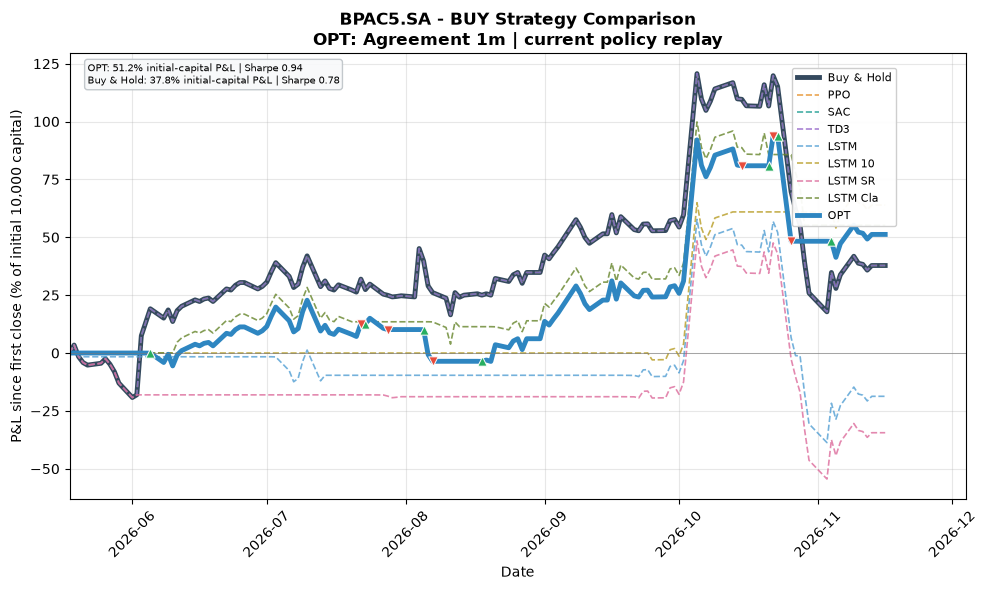 BPAC5.SA - BUY Strategy Comparison
OPT: Agreement 1m | current policy replay
OPT: 51.2% initial-capital P&L | Sharpe 0.94
Buy & Hold: 37.8% initial-capital P&L | Sharpe 0.78
Buy & Hold
PPO
SAC
TD3
LSTM
LSTM 10
LSTM SR
LSTM Cla
OPT
P&L since first close (% of initial 10,000 capital)
125
100
75
50
25
0
−25
−50
2026-06
2026-07
2026-08
2026-09
2026-10
2026-11
2026-12
Date